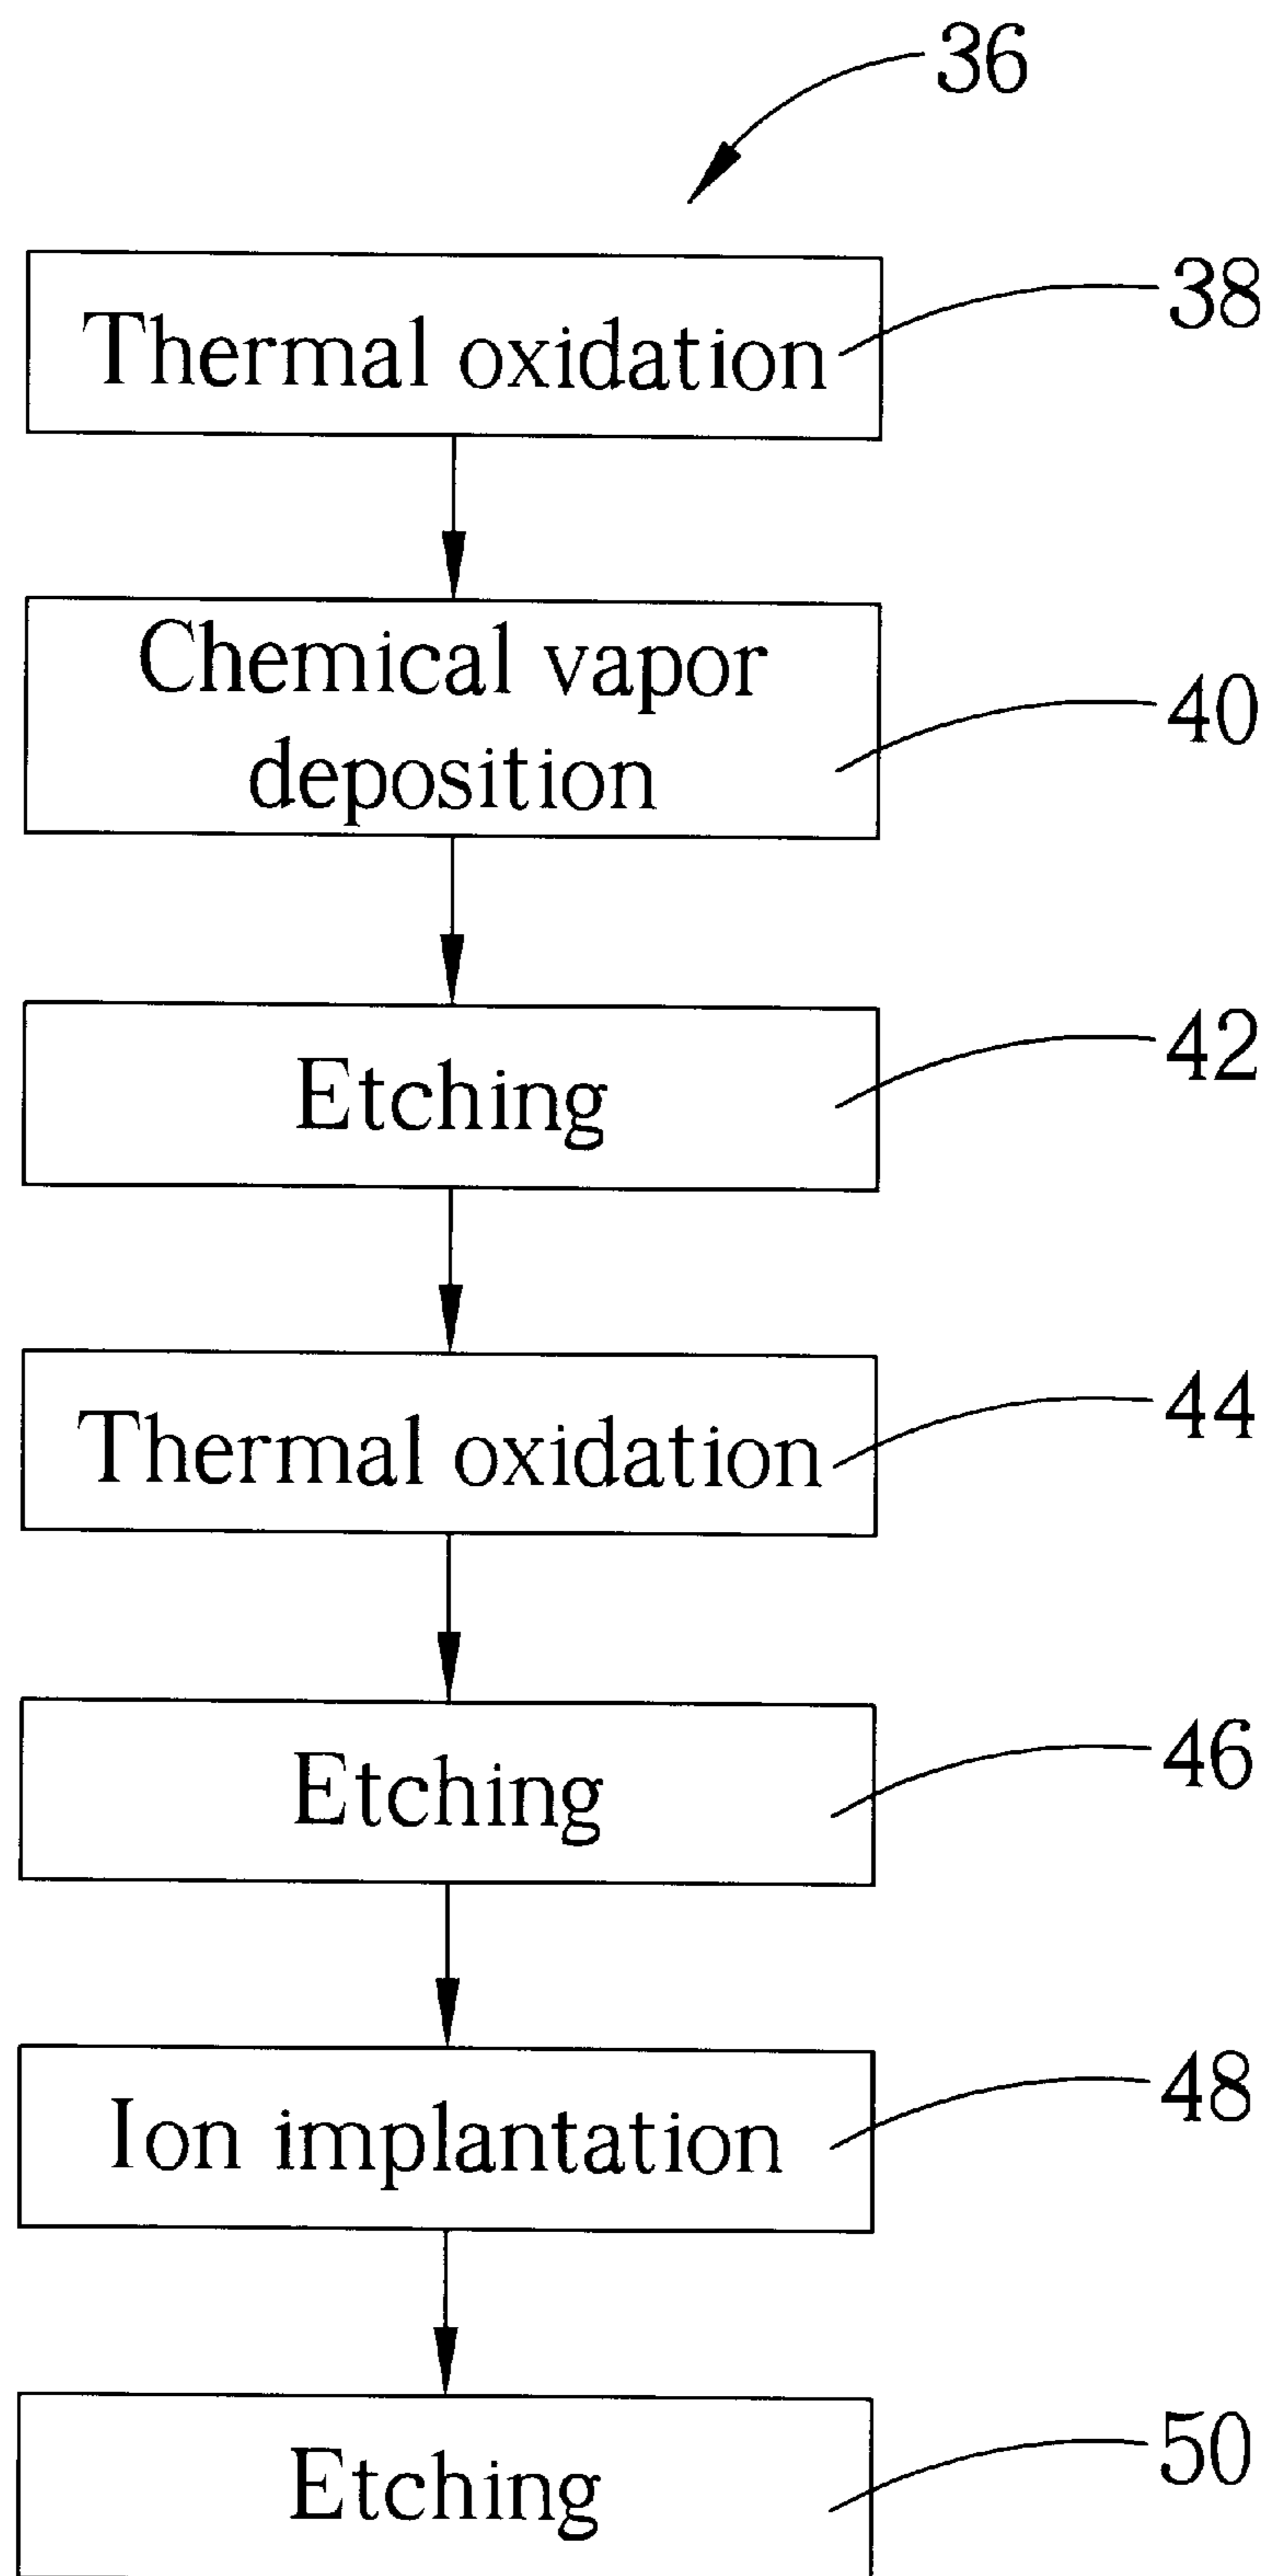 36
Thermal oxidation
38
Chemical vapor
deposition
40
Etching
42
Thermal oxidation
44
Etching
46
Ion implantation
48
Etching
50